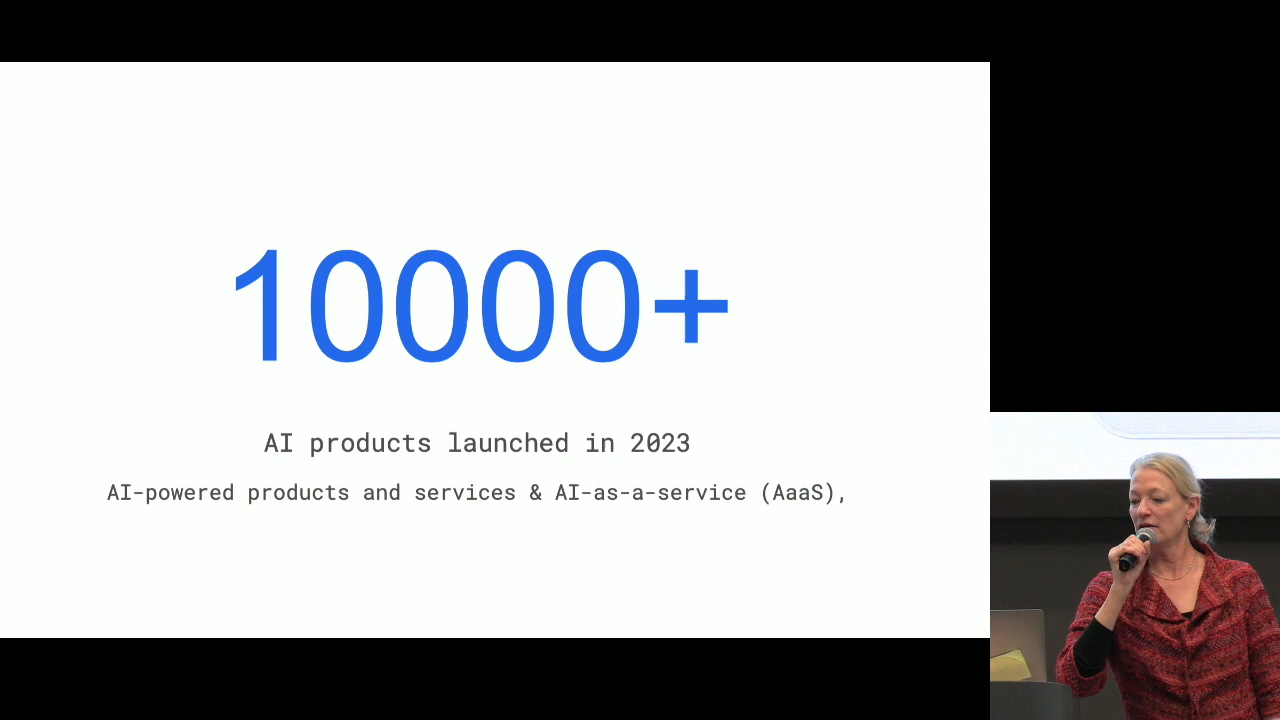 10000+
AI products launched in 2023
AI-powered products and services & AI-as-a-service (AaaS),